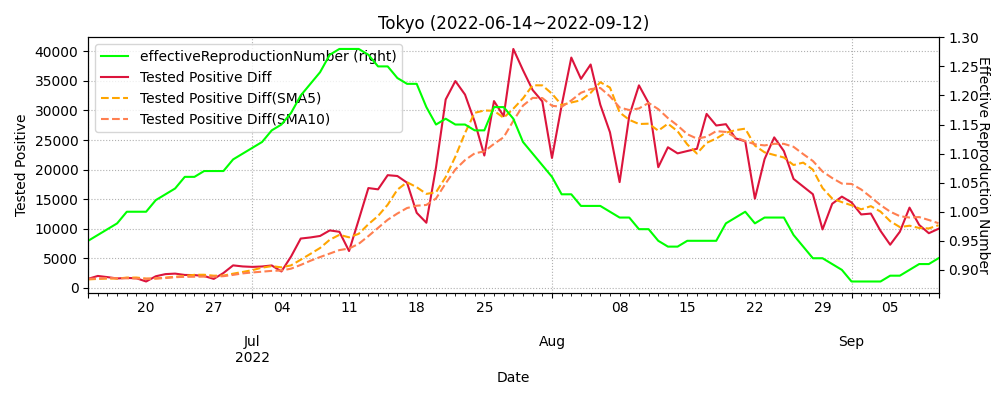 Tokyo (2022-06-14~2022-09-12)
effectiveReproductionNumber (right)
Tested Positive Diff
Tested Positive Diff(SMA5)
Tested Positive Diff(SMA10)
Tested Positive
40000
35000
30000
25000
20000
15000
10000
5000
0
1.30
1.25
1.20
1.15
1.10
1.05
1.00
0.95
0.90
Effective Reproduction Number
20 27 04 11 18 25 08 15 22 29 05
Jul Aug Sep
2022
Date